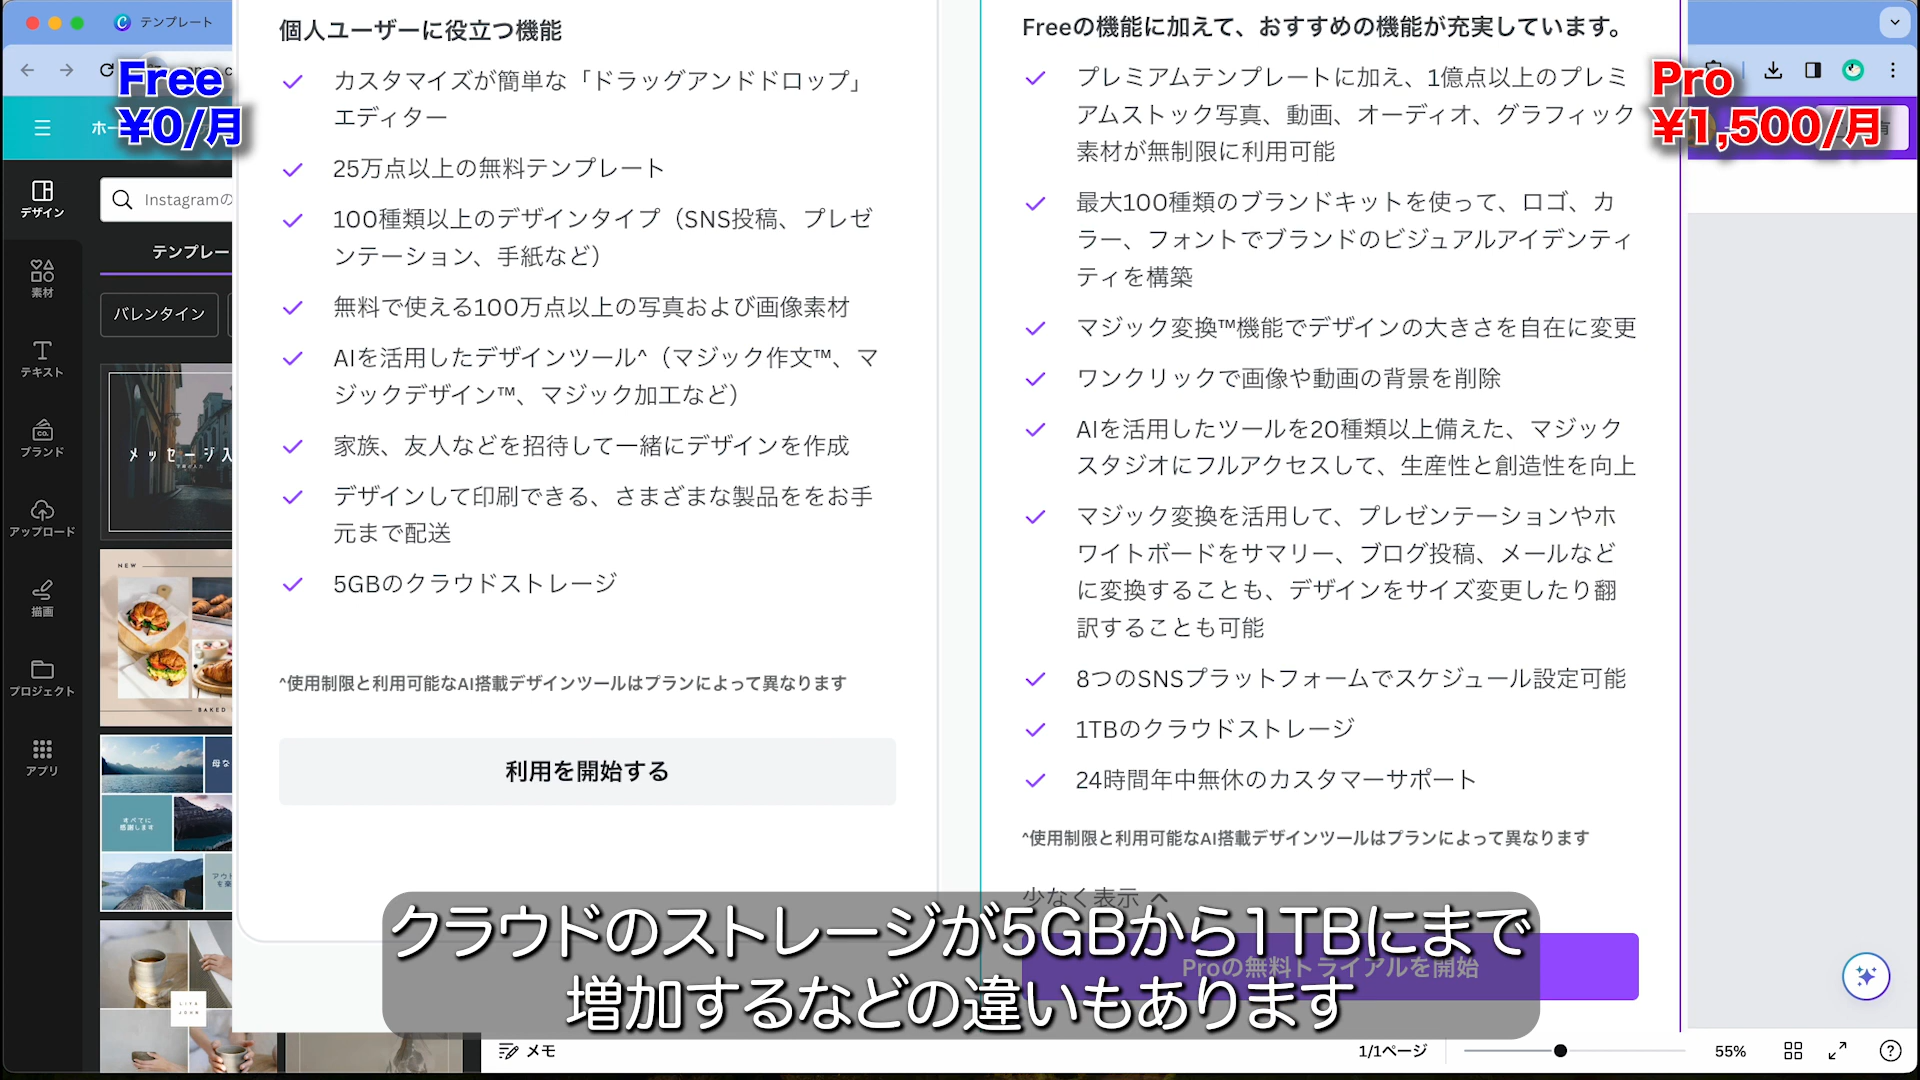 テンプレート
Free
¥0/月
Pro
¥1,500/月
ホー
デザイン
素材
テキスト
ブランド
アップロード
描画
プロジェクト
アプリ
Instagramの
テンプレー
バレンタイン
メッセージ入
NEW
BAKED
母な
すべてに
感謝します
アウト
を楽
個人ユーザーに役立つ機能
カスタマイズが簡単な「ドラッグアンドドロップ」
エディター
25万点以上の無料テンプレート
100種類以上のデザインタイプ（SNS投稿、プレゼ
ンテーション、手紙など）
無料で使える100万点以上の写真および画像素材
AIを活用したデザインツール^（マジック作文™、マ
ジックデザイン™、マジック加工など）
家族、友人などを招待して一緒にデザインを作成
デザインして印刷できる、さまざまな製品ををお手
元まで配送
5GBのクラウドストレージ
^使用制限と利用可能なAI搭載デザインツールはプランによって異なります
利用を開始する
Freeの機能に加えて、おすすめの機能が充実しています。
プレミアムテンプレートに加え、1億点以上のプレミ
アムストック写真、動画、オーディオ、グラフィック
素材が無制限に利用可能
最大100種類のブランドキットを使って、ロゴ、カ
ラー、フォントでブランドのビジュアルアイデンティ
ティを構築
マジック変換™機能でデザインの大きさを自在に変更
ワンクリックで画像や動画の背景を削除
AIを活用したツールを20種類以上備えた、マジック
スタジオにフルアクセスして、生産性と創造性を向上
マジック変換を活用して、プレゼンテーションやホ
ワイトボードをサマリー、ブログ投稿、メールなど
に変換することも、デザインをサイズ変更したり翻
訳することも可能
8つのSNSプラットフォームでスケジュール設定可能
1TBのクラウドストレージ
24時間年中無休のカスタマーサポート
^使用制限と利用可能なAI搭載デザインツールはプランによって異なります
少なく表示
Proの無料トライアルを開始
クラウドのストレージが5GBから1TBにまで
増加するなどの違いもあります
メモ
1/1ページ
55%